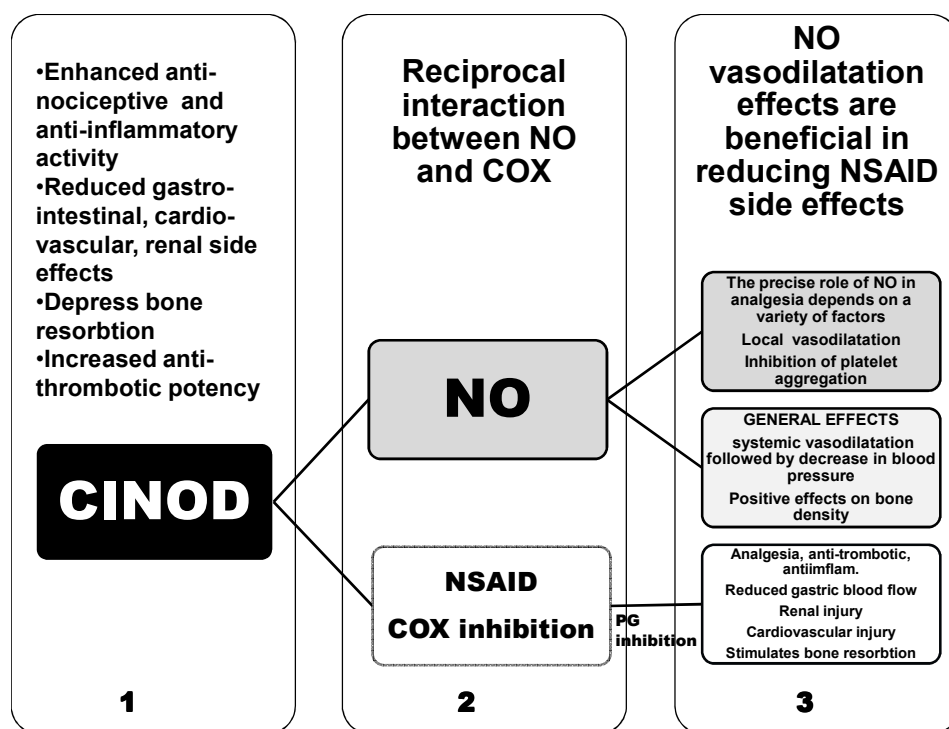 •Enhanced anti-
nociceptive and
anti-inflammatory
activity
•Reduced gastro-
intestinal, cardio-
vascular, renal side
effects
•Depress bone
resorbtion
•Increased anti-
thrombotic potency
CINOD
1
Reciprocal
interaction
between NO
and COX
NO
NSAID
COX inhibition
PG
inhibition
2
NO
vasodilatation
effects are
beneficial in
reducing NSAID
side effects
The precise role of NO in
analgesia depends on a
variety of factors
Local vasodilatation
Inhibition of platelet
aggregation
GENERAL EFFECTS
systemic vasodilatation
followed by decrease in blood
pressure
Positive effects on bone
density
Analgesia, anti-trombotic,
antiimflam.
Reduced gastric blood flow
Renal injury
Cardiovascular injury
Stimulates bone resorbtion
3